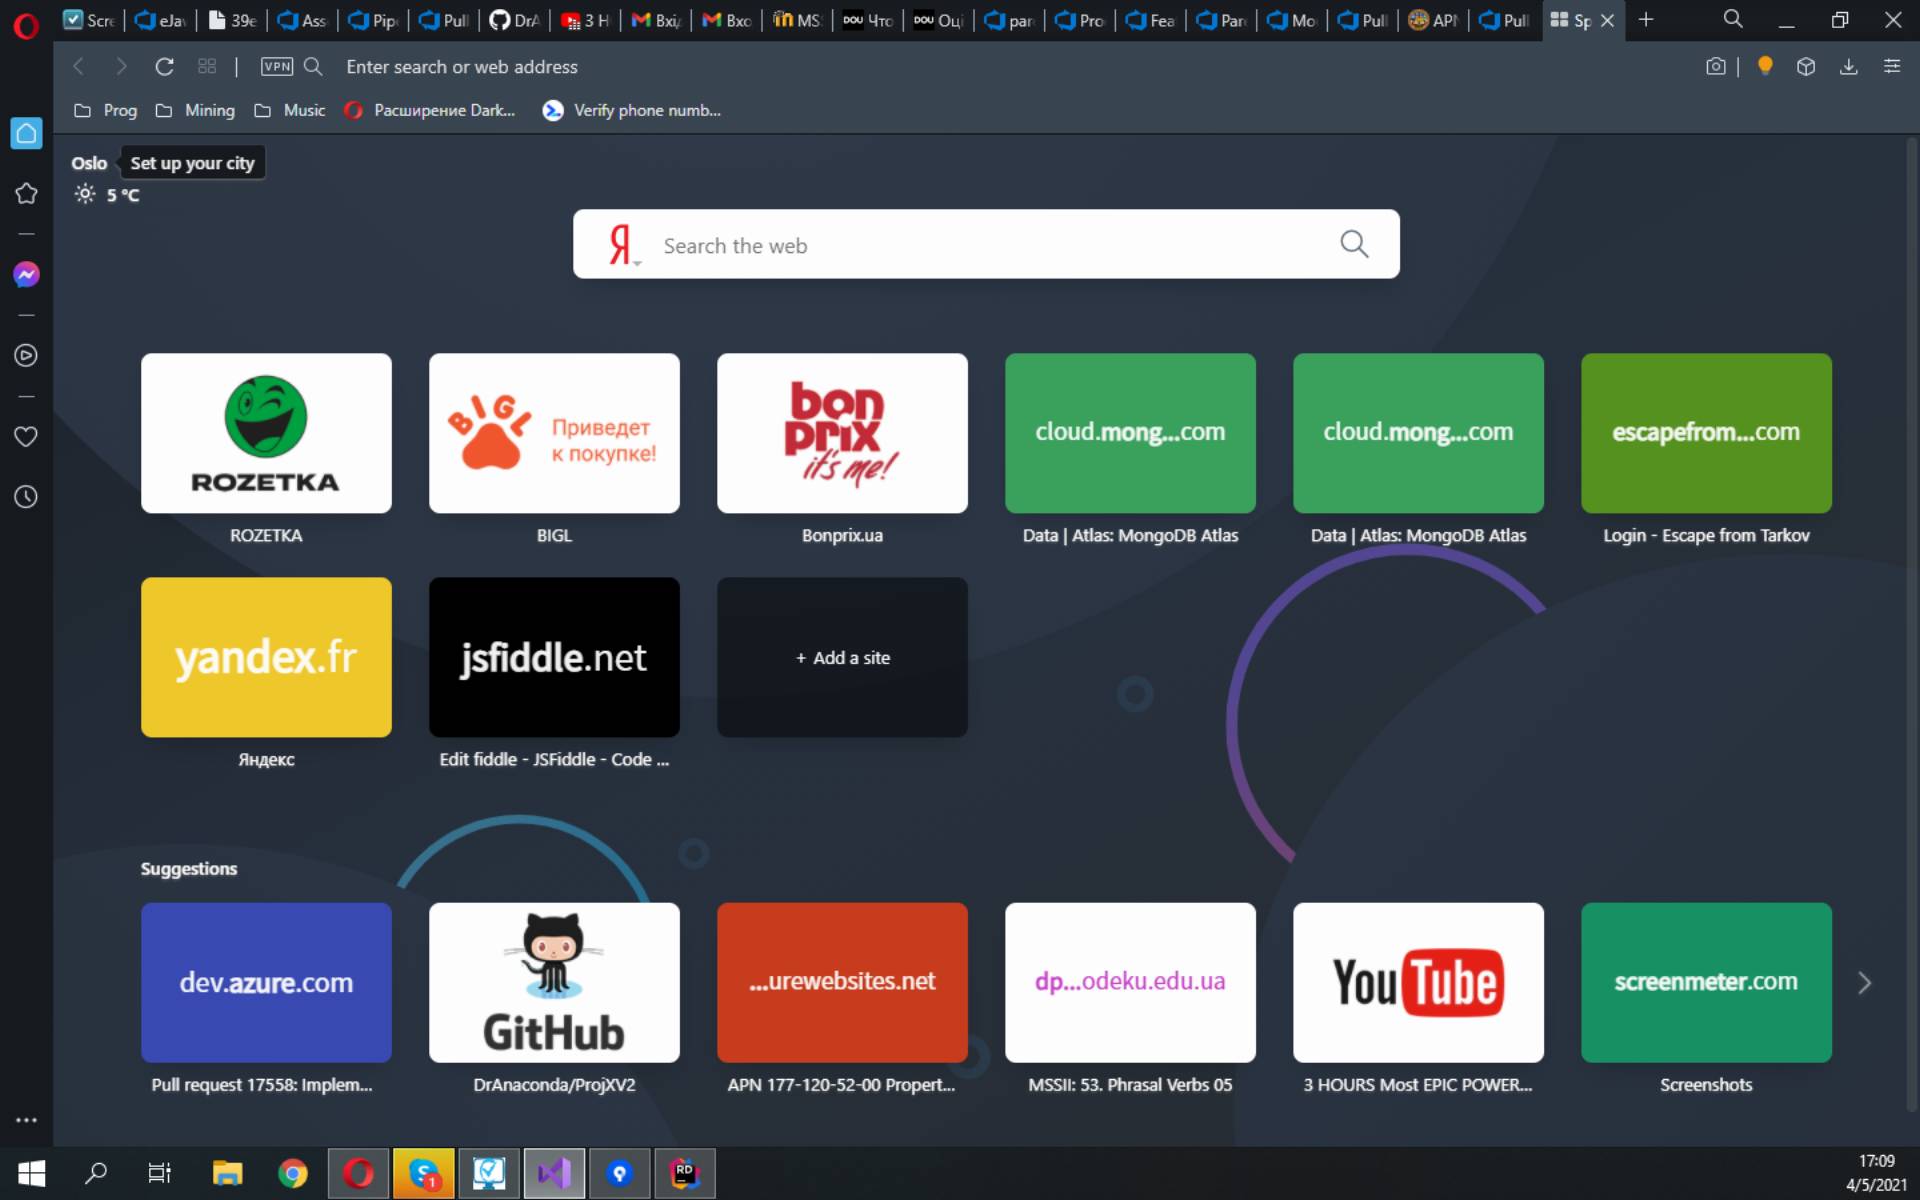 Scre
eJav
39e
Ass
Pip
Pull
DrA
3 H
Вхі
Вхо
MS
DOU Что
DOU Оці
par
Pro
Fea
Par
Mo
Pull
APN
Pull
Sp
VPN
Enter search or web address
Prog
Mining
Music
Расширение Dark...
Verify phone numb...
Oslo
Set up your city
5 °C
Я
Search the web
ROZETKA
BIGL
Приведет
к покупке!
bon
prix
it's me!
cloud.mong...com
cloud.mong...com
escapefrom...com
ROZETKA
BIGL
Bonprix.ua
Data | Atlas: MongoDB Atlas
Data | Atlas: MongoDB Atlas
Login - Escape from Tarkov
yandex.fr
jsfiddle.net
+ Add a site
Яндекс
Edit fiddle - JSFiddle - Code ...
Suggestions
dev.azure.com
GitHub
...urewebsites.net
dp...odeku.edu.ua
YouTube
screenmeter.com
Pull request 17558: Implem...
DrAnaconda/ProjXV2
APN 177-120-52-00 Propert...
MSSII: 53. Phrasal Verbs 05
3 HOURS Most EPIC POWER...
Screenshots
S
1
RD
17:09
4/5/2021